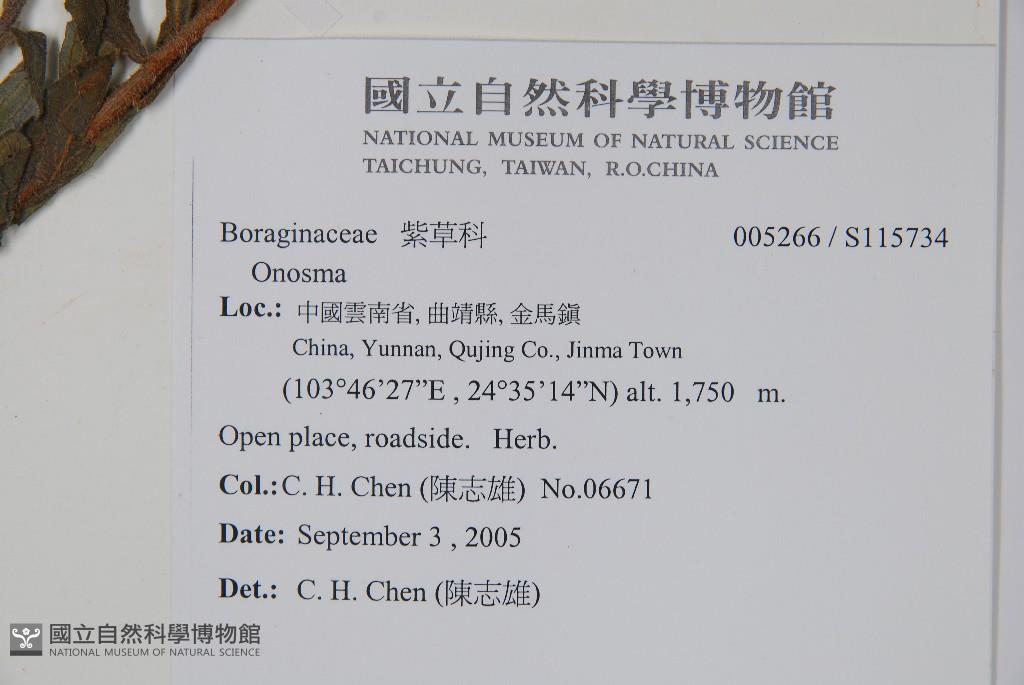 國立自然科學博物館
NATIONAL MUSEUM OF NATURAL SCIENCE
TAICHUNG, TAIWAN, R.O.CHINA
Boraginaceae 紫草科 005266 / S115734
Onosma
Loc.: 中國雲南省, 曲靖縣, 金馬鎭
China, Yunnan, Qujing Co., Jinma Town
(103°46’27”E , 24°35’14”N) alt. 1,750 m.
Open place, roadside. Herb.
Col.: C. H. Chen (陳志雄) No.06671
Date: September 3 , 2005
Det.: C. H. Chen (陳志雄)
國立自然科學博物館
NATIONAL MUSEUM OF NATURAL SCIENCE